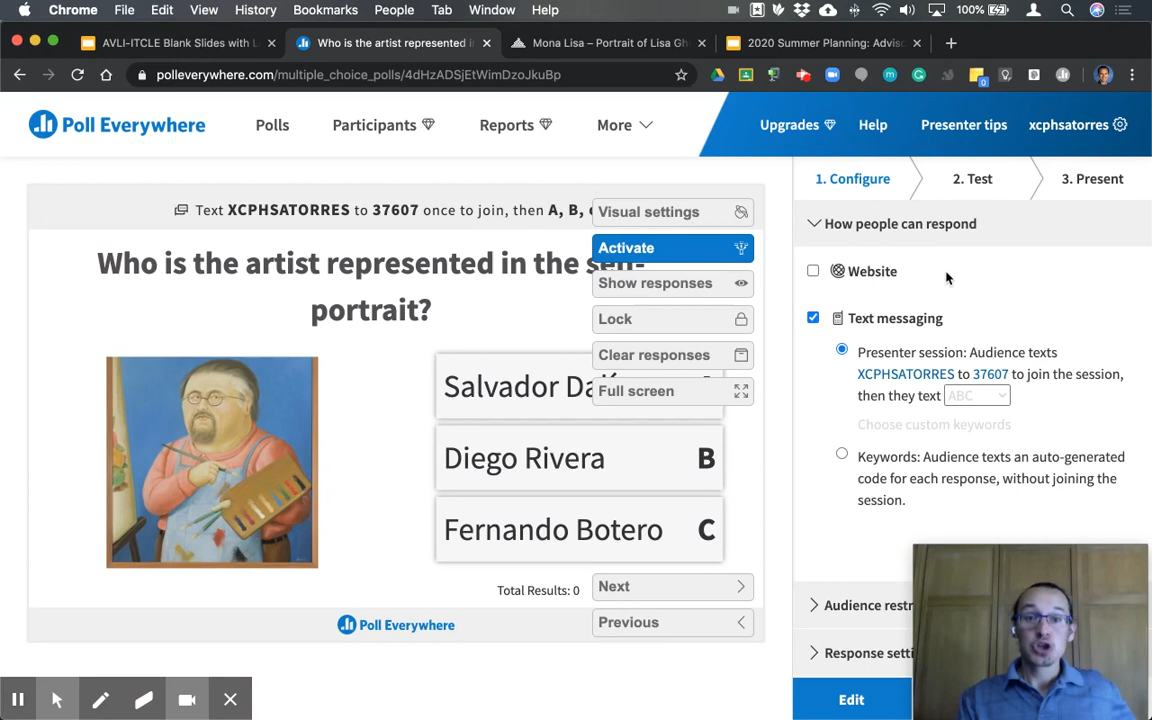 Chrome File Edit View History Bookmarks People Tab Window Help 100%
AVLI-ITCLE Blank Slides with L
Who is the artist represented i
Mona Lisa – Portrait of Lisa Gh
2020 Summer Planning: Advis
polleverywhere.com/multiple_choice_polls/4dHzADSjEtWimDzoJkuBp
0
Poll Everywhere
Polls
Participants
Reports
More
Upgrades
Help
Presenter tips
xcphsatorres
1. Configure
2. Test
3. Present
Text XCPHSATORRES to 37607 once to join, then A, B,
Who is the artist represented in the self-
portrait?
Salvador Dalí
Diego Rivera B
Fernando Botero C
Total Results: 0
Poll Everywhere
Visual settings
Activate
Show responses
Lock
Clear responses
Full screen
Next
Previous
How people can respond
Website
Text messaging
Presenter session: Audience texts
XCPHSATORRES to 37607 to join the session,
then they text ABC
Choose custom keywords
Keywords: Audience texts an auto-generated
code for each response, without joining the
session.
Audience restr
Response setti
Edit